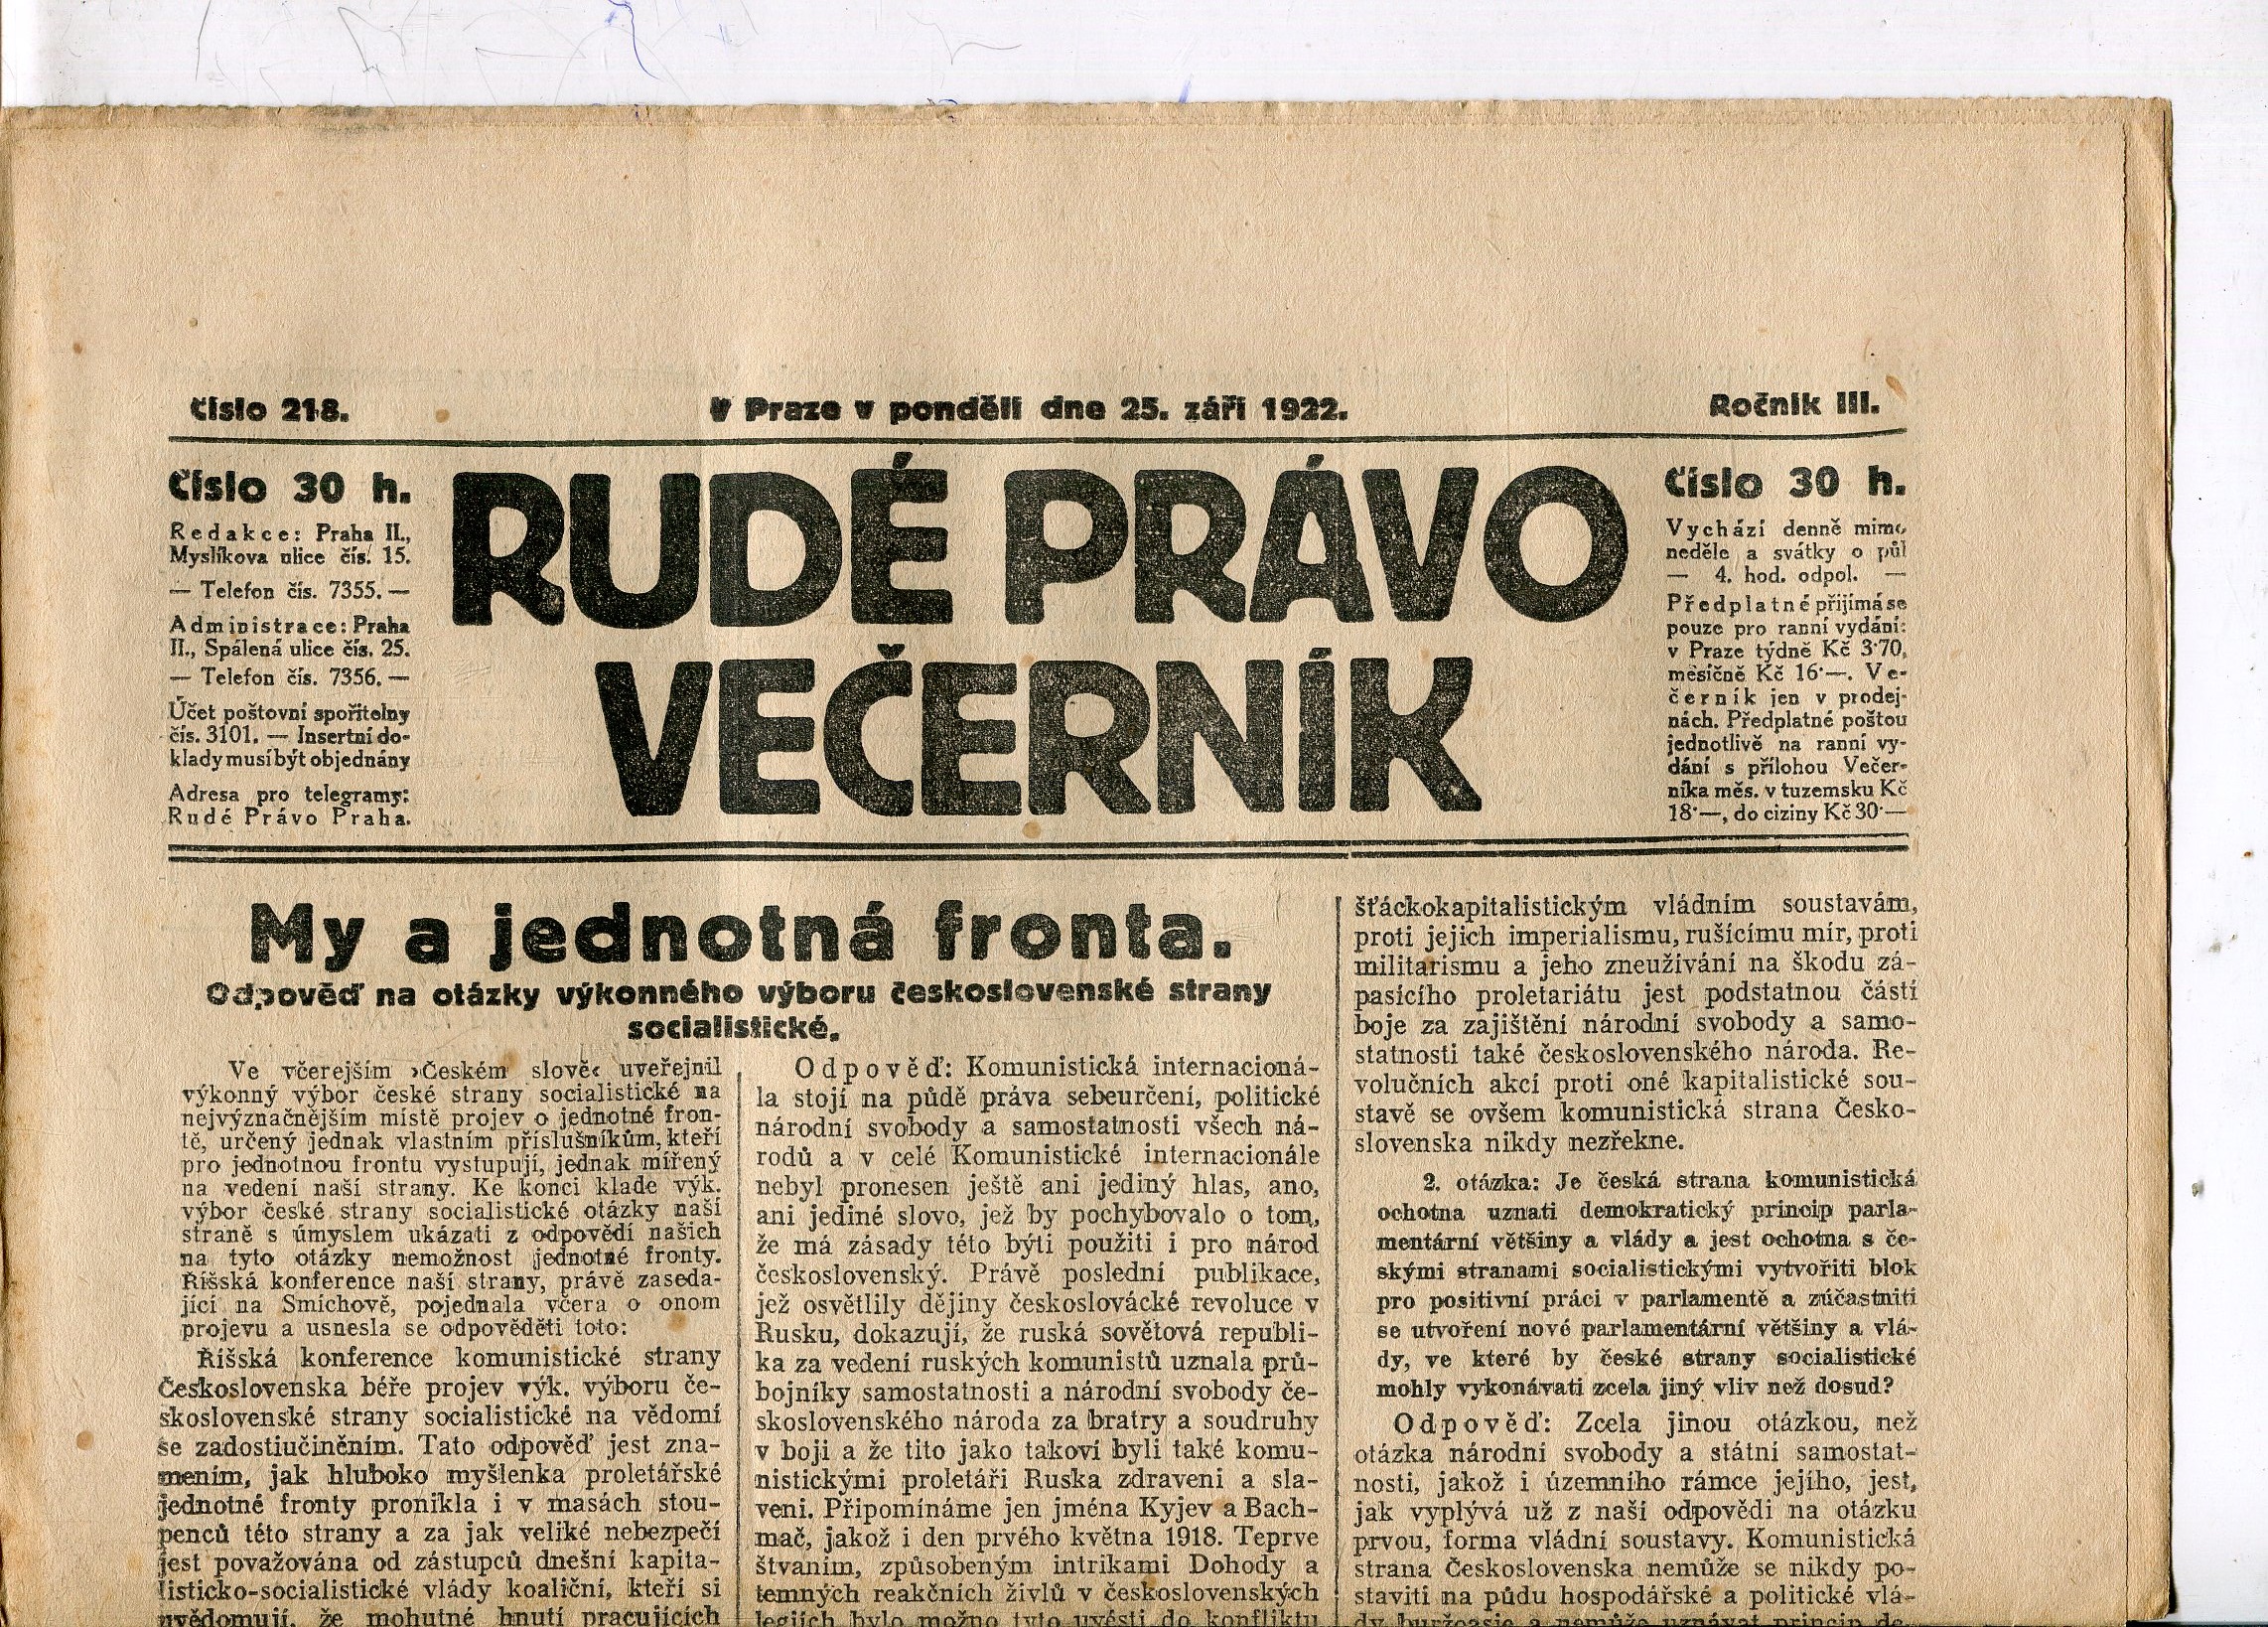 Číslo 218.
V Praze v pondělí dne 25. září 1922.
Ročník III.
Číslo 30 h.
Redakce: Praha II.,
Myslíkova ulice čís. 15.
— Telefon čís. 7355. —
Administrace: Praha
II., Spálená ulice čís. 25.
— Telefon čís. 7356. —
Účet poštovní spořitelny
čís. 3101. — Insertní do-
klady musí být objednány
Adresa pro telegramy:
Rudé Právo Praha.
RUDÉ PRÁVO
VEČERNÍK
Číslo 30 h.
Vychází denně mimo
neděle a svátky o půl
— 4. hod. odpol. —
Předplatné přijímá se
pouze pro ranní vydání:
v Praze týdně Kč 3·70,
měsíčně Kč 16·—. Ve-
černík jen v prodej-
nách. Předplatné poštou
jednotlivě na ranní vy-
dání s přílohou Večer-
níka měs. v tuzemsku Kč
18·—, do ciziny Kč 30·—
My a jednotná fronta.
Odpověď na otázky výkonného výboru československé strany
socialistické.
Ve včerejším ›Českém slově‹ uveřejnil
výkonný výbor české strany socialistické na
nejvýznačnějším místě projev o jednotné fron-
tě, určený jednak vlastním příslušníkům, kteří
pro jednotnou frontu vystupují, jednak mířený
na vedení naší strany. Ke konci klade výk.
výbor české strany socialistické otázky naší
straně s úmyslem ukázati z odpovědí našich
na tyto otázky nemožnost jednotné fronty.
Říšská konference naší strany, právě zaseda-
jící na Smíchově, pojednala včera o onom
projevu a usnesla se odpověděti toto:
Říšská konference komunistické strany
Československa béře projev výk. výboru če-
skoslovenské strany socialistické na vědomí
se zadostiučiněním. Tato odpověď jest zna-
mením, jak hluboko myšlenka proletářské
jednotné fronty pronikla i v masách stou-
penců této strany a za jak veliké nebezpečí
jest považována od zástupců dnešní kapita-
listicko-socialistické vlády koaliční, kteří si
uvědomují, že mohutné hnutí pracujících
Odpověď: Komunistická internacioná-
la stojí na půdě práva sebeurčení, politické
národní svobody a samostatnosti všech ná-
rodů a v celé Komunistické internacionále
nebyl pronesen ještě ani jediný hlas, ano,
ani jediné slovo, jež by pochybovalo o tom,
že má zásady této býti použiti i pro národ
československý. Právě poslední publikace,
jež osvětlily dějiny československácké revoluce v
Rusku, dokazují, že ruská sovětová republi-
ka za vedení ruských komunistů uznala prů-
bojníky samostatnosti a národní svobody če-
skoslovenského národa za bratry a soudruhy
v boji a že tito jako takoví byli také komu-
nistickými proletáři Ruska zdraveni a sla-
veni. Připomínáme jen jména Kyjev a Bach-
mač, jakož i den prvého května 1918. Teprve
štvaním, způsobeným intrikami Dohody a
temných reakčních živlů v československých
legiích bylo možno tyto uvésti do konfliktu
šťáckokapitalistickým vládním soustavám,
proti jejich imperialismu, rušícímu mír, proti
militarismu a jeho zneužívání na škodu zá-
pasícího proletariátu jest podstatnou částí
boje za zajištění národní svobody a samo-
statnosti také československého národa. Re-
volučních akcí proti oné kapitalistické sou-
stavě se ovšem komunistická strana Česko-
slovenska nikdy nezřekne.
2. otázka: Je česká strana komunistická
ochotna uznati demokratický princip parla-
mentární většiny a vlády a jest ochotna s če-
skými stranami socialistickými vytvořiti blok
pro positivní práci v parlamentě a zúčastniti
se utvoření nové parlamentární většiny a vlá-
dy, ve které by české strany socialistické
mohly vykonávati zcela jiný vliv než dosud?
Odpověď: Zcela jinou otázkou, než
otázka národní svobody a státní samostat-
nosti, jakož i územního rámce jejího, jest,
jak vyplývá už z naší odpovědi na otázku
prvou, forma vládní soustavy. Komunistická
strana Československa nemůže se nikdy po-
staviti na půdu hospodářské a politické vlá-
dy buržoasie a nemůže uznávat princip de-